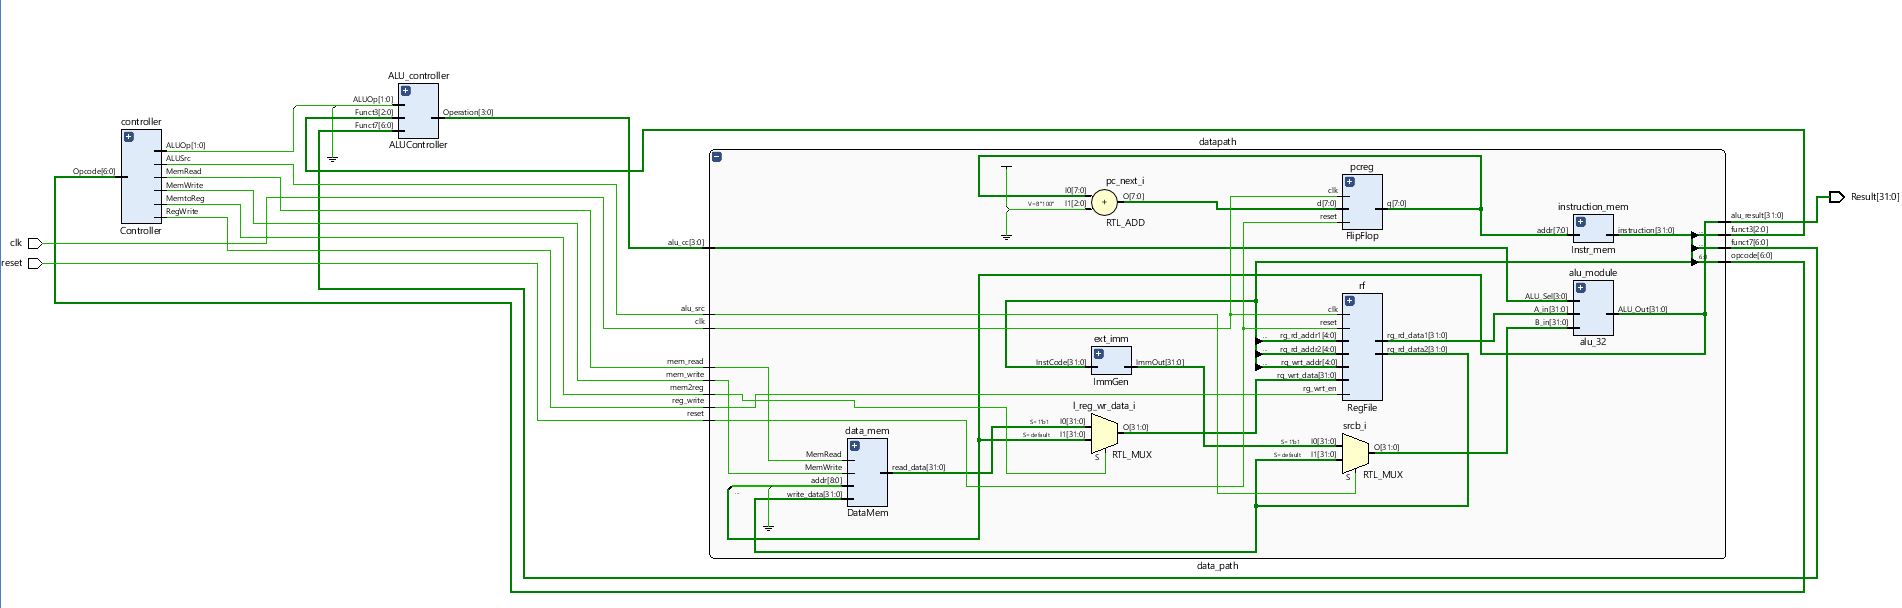 ALU_controller
ALUOp[1:0]
Funct3[2:0]
Funct7[6:0]
Operation[3:0]
ALUController
controller
Opcode[6:0]
ALUOp[1:0]
ALUSrc
MemRead
MemWrite
MemtoReg
RegWrite
Controller
clk
reset
datapath
alu_cc[3:0]
alu_src
clk
mem_read
mem_write
mem2reg
reg_write
reset
pc_next_i
I0[7:0]
V=B"100"
I1[2:0]
O[7:0]
+
RTL_ADD
pcreg
clk
d[7:0]
reset
q[7:0]
FlipFlop
instruction_mem
addr[7:0]
instruction[31:0]
Instr_mem
alu_result[31:0]
funct3[2:0]
funct7[6:0]
opcode[6:0]
Result[31:0]
alu_module
ALU_Sel[3:0]
A_in[31:0]
B_in[31:0]
ALU_Out[31:0]
alu_32
rf
clk
reset
rg_rd_addr1[4:0]
rg_rd_addr2[4:0]
rg_wrt_addr[4:0]
rg_wrt_data[31:0]
rg_wrt_en
rg_rd_data1[31:0]
rg_rd_data2[31:0]
RegFile
ext_imm
InstCode[31:0]
ImmOut[31:0]
ImmGen
l_reg_wr_data_i
S=1'b1
I0[31:0]
S=default
I1[31:0]
O[31:0]
S
RTL_MUX
srcb_i
S=1'b1
I0[31:0]
S=default
I1[31:0]
O[31:0]
S
RTL_MUX
data_mem
MemRead
MemWrite
addr[8:0]
write_data[31:0]
read_data[31:0]
DataMem
data_path